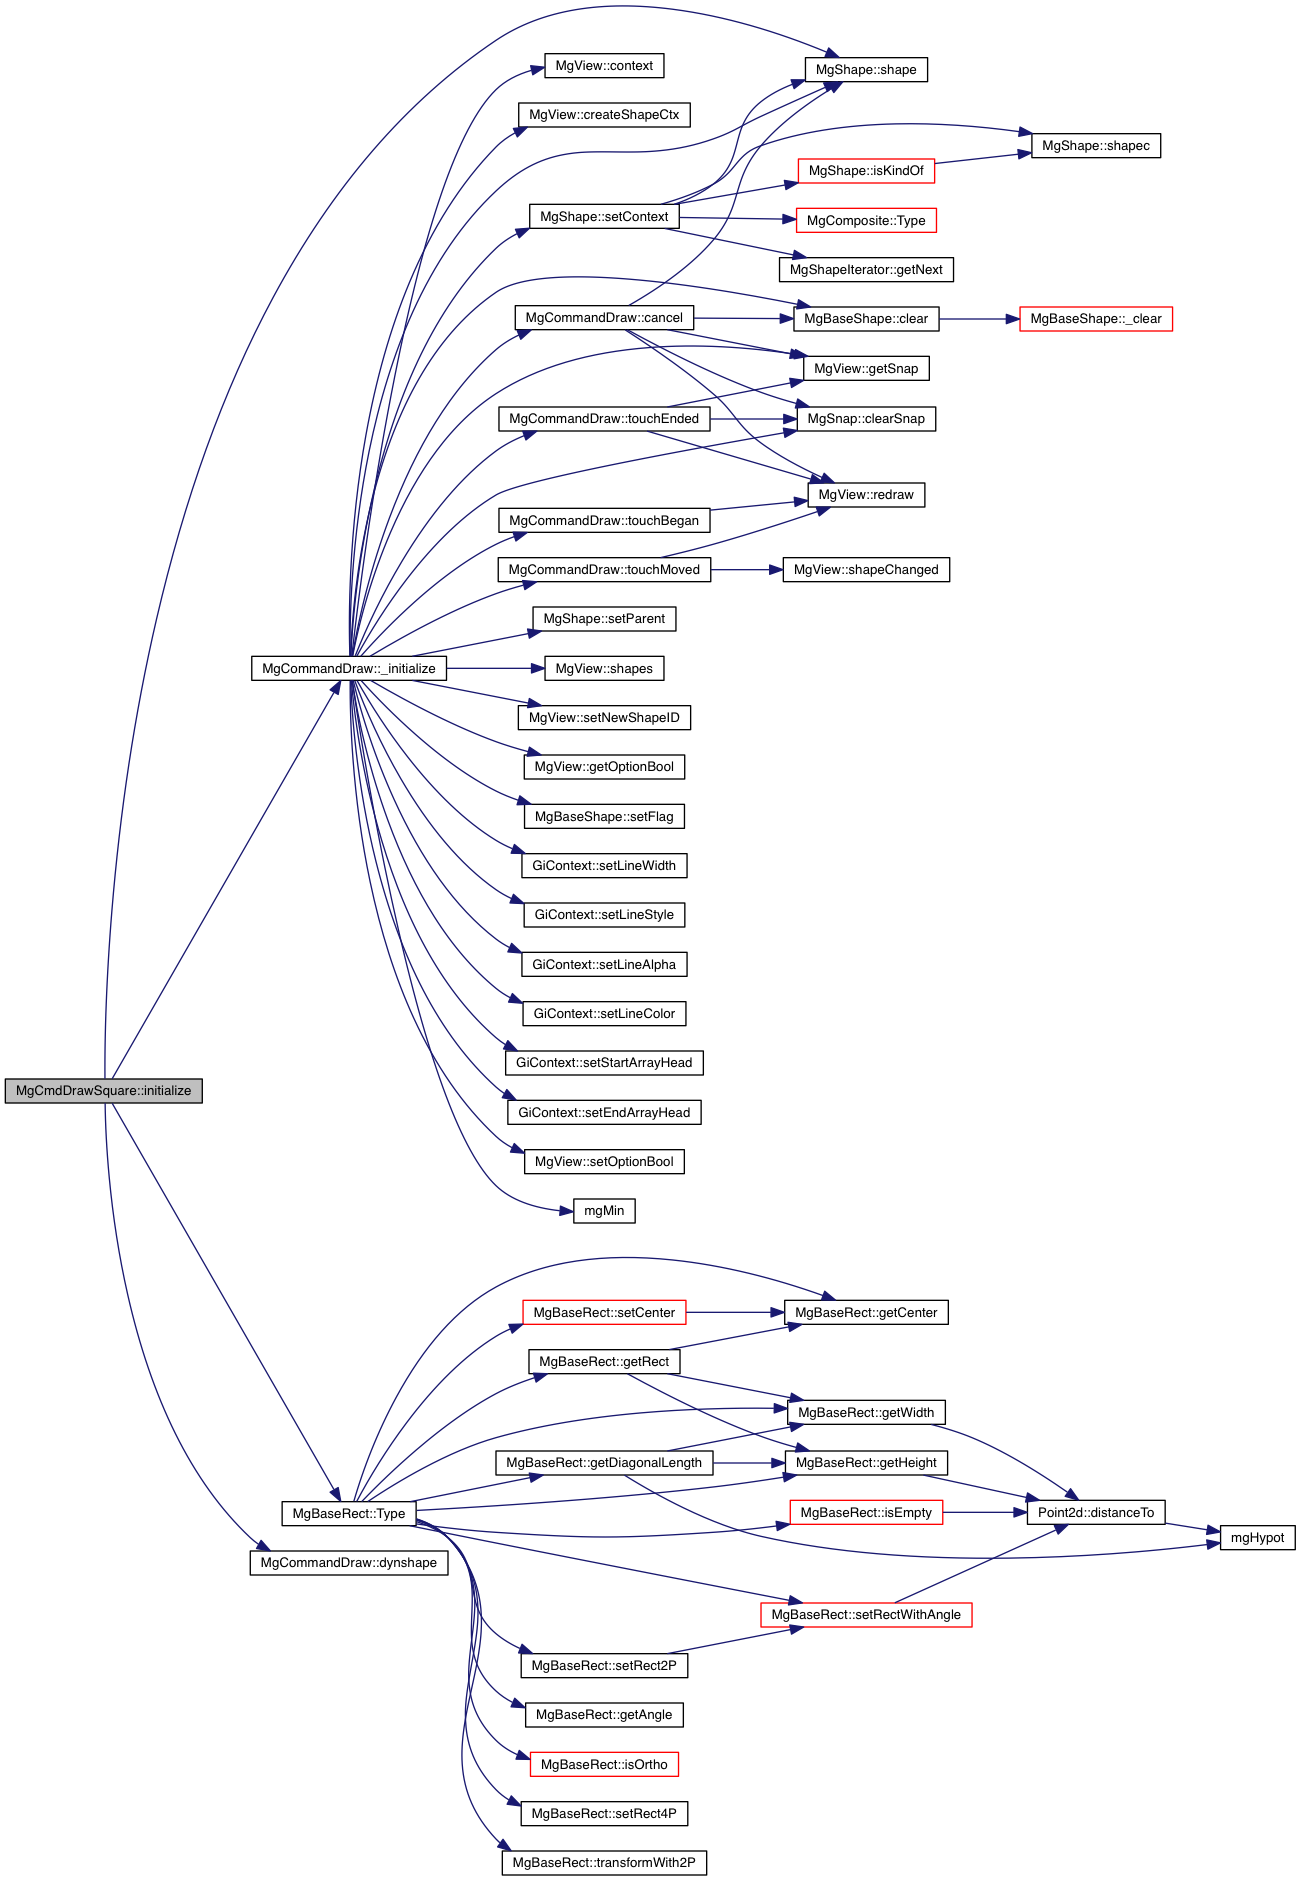 MgShape::shape
MgView::context
MgView::createShapeCtx
MgShape::shapec
MgShape::isKindOf
MgShape::setContext
MgComposite::Type
MgShapeIterator::getNext
MgCommandDraw::cancel
MgBaseShape::clear
MgBaseShape::_clear
MgView::getSnap
MgCommandDraw::touchEnded
MgSnap::clearSnap
MgView::redraw
MgCommandDraw::touchBegan
MgCommandDraw::touchMoved
MgView::shapeChanged
MgShape::setParent
MgCommandDraw::_initialize
MgView::shapes
MgView::setNewShapeID
MgView::getOptionBool
MgBaseShape::setFlag
GiContext::setLineWidth
GiContext::setLineStyle
GiContext::setLineAlpha
GiContext::setLineColor
GiContext::setStartArrayHead
MgCmdDrawSquare::initialize
GiContext::setEndArrayHead
MgView::setOptionBool
mgMin
MgBaseRect::setCenter
MgBaseRect::getCenter
MgBaseRect::getRect
MgBaseRect::getWidth
MgBaseRect::getDiagonalLength
MgBaseRect::getHeight
MgBaseRect::Type
MgBaseRect::isEmpty
Point2d::distanceTo
mgHypot
MgCommandDraw::dynshape
MgBaseRect::setRectWithAngle
MgBaseRect::setRect2P
MgBaseRect::getAngle
MgBaseRect::isOrtho
MgBaseRect::setRect4P
MgBaseRect::transformWith2P